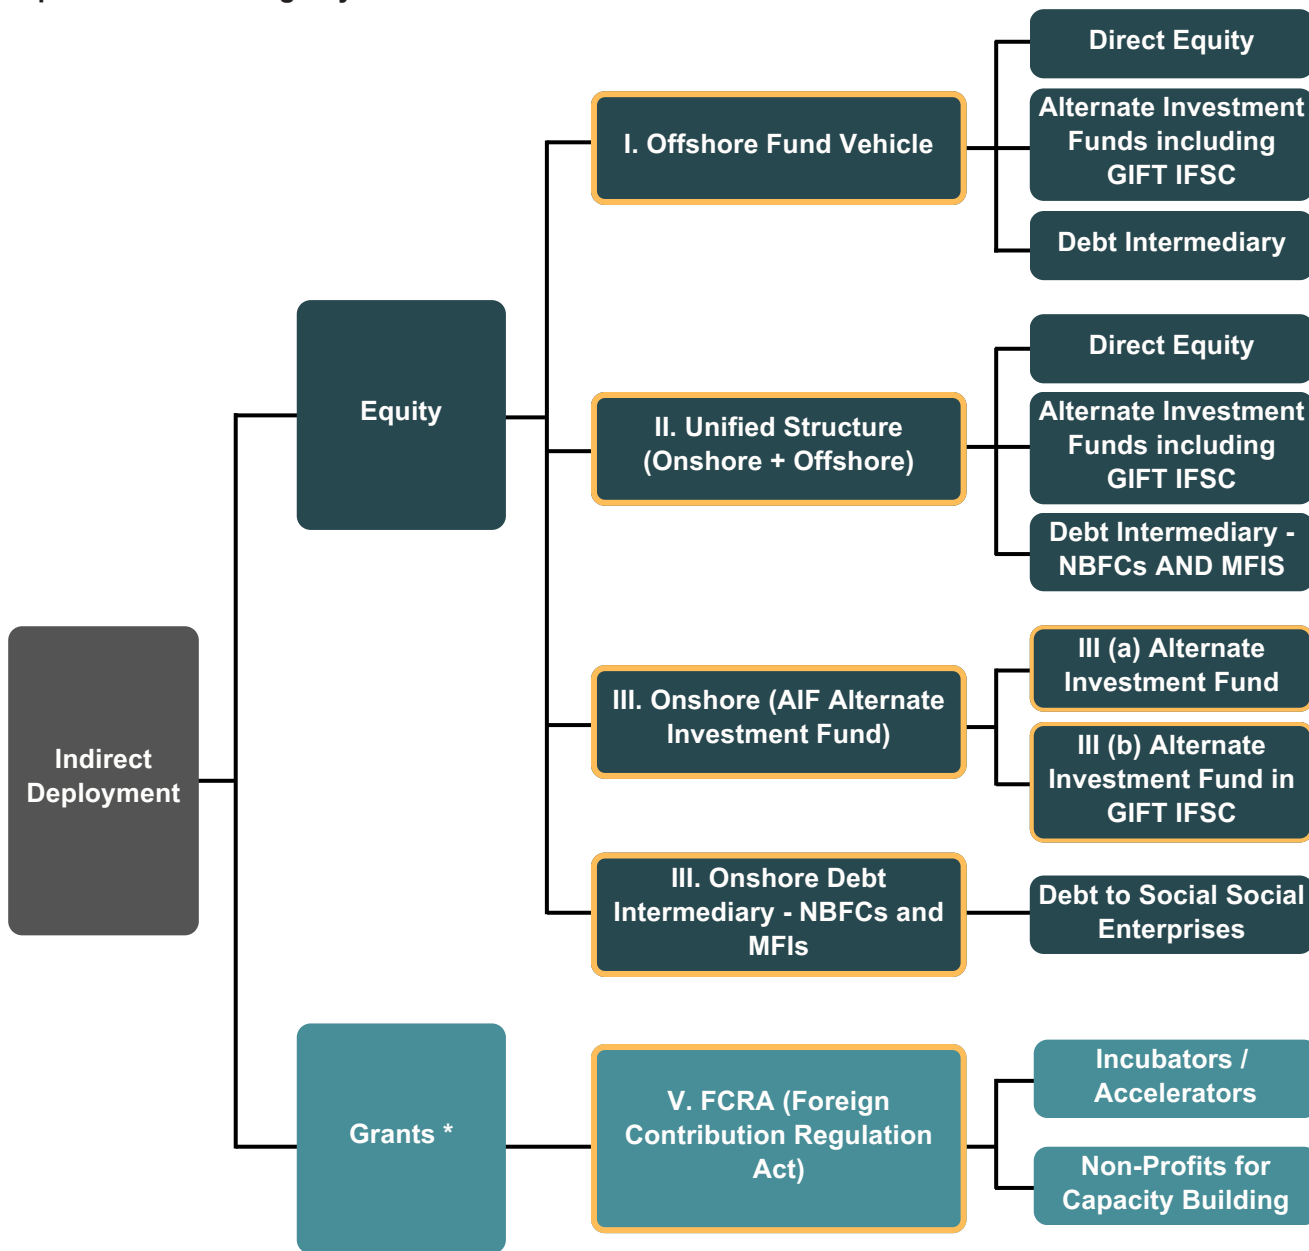 Direct Equity
I. Offshore Fund Vehicle
Alternate Investment
Funds including
GIFT IFSC
Debt Intermediary
Equity
II. Unified Structure
(Onshore + Offshore)
Direct Equity
Alternate Investment
Funds including
GIFT IFSC
Debt Intermediary -
NBFCs AND MFIS
Indirect
Deployment
III. Onshore (AIF Alternate
Investment Fund)
III (a) Alternate
Investment Fund
III (b) Alternate
Investment Fund in
GIFT IFSC
III. Onshore Debt
Intermediary - NBFCs and
MFIs
Debt to Social Social
Enterprises
Grants *
V. FCRA (Foreign
Contribution Regulation
Act)
Incubators /
Accelerators
Non-Profits for
Capacity Building